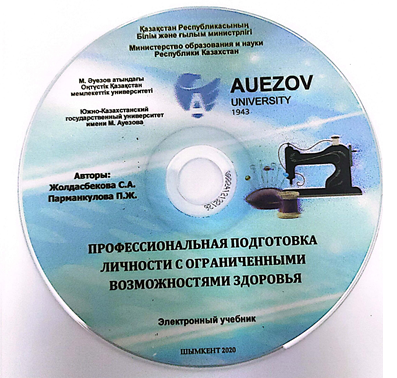 Қазақстан Республикасының
Білім және ғылым министрлігі
Министерство образования и науки
Республики Казахстан
М. Әуезов атындағы
Оңтүстік Қазақстан
мемлекеттік университеті
Южно-Казахстанский
государственный университет
имени М. Ауезова
AUEZOV
UNIVERSITY
1943
Авторы:
Жолдасбекова С.А.
Парманкулова П.Ж.
ПРОФЕССИОНАЛЬНАЯ ПОДГОТОВКА
ЛИЧНОСТИ С ОГРАНИЧЕННЫМИ
ВОЗМОЖНОСТЯМИ ЗДОРОВЬЯ
Электронный учебник
ШЫМКЕНТ 2020